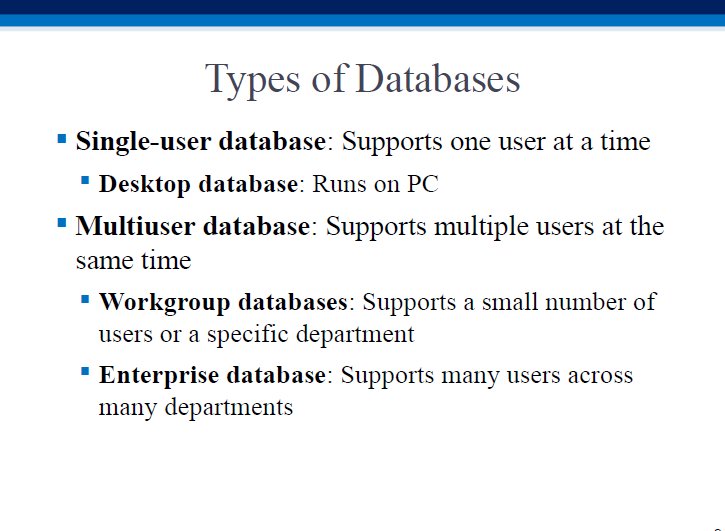 Types of Databases
▪ Single-user database: Supports one user at a time
▪ Desktop database: Runs on PC
▪ Multiuser database: Supports multiple users at the
same time
▪ Workgroup databases: Supports a small number of
users or a specific department
▪ Enterprise database: Supports many users across
many departments